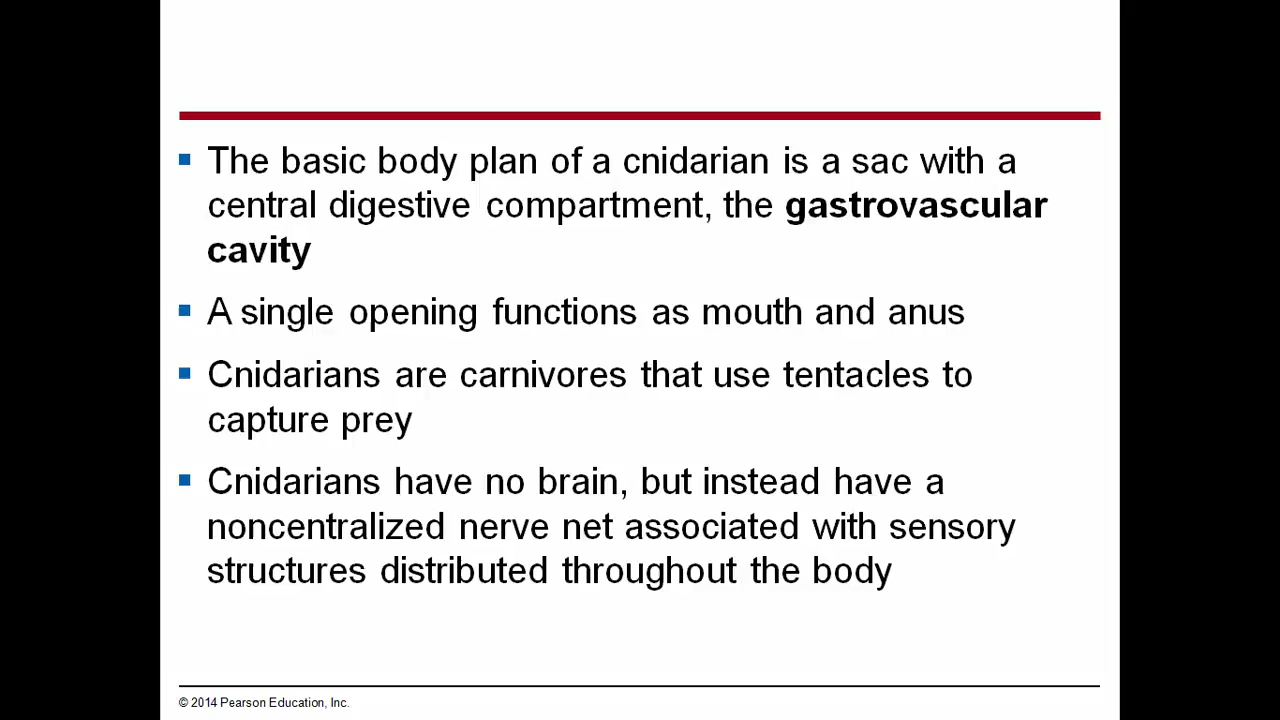 The basic body plan of a cnidarian is a sac with a
central digestive compartment, the gastrovascular
cavity
A single opening functions as mouth and anus
Cnidarians are carnivores that use tentacles to
capture prey
Cnidarians have no brain, but instead have a
noncentralized nerve net associated with sensory
structures distributed throughout the body
© 2014 Pearson Education, Inc.